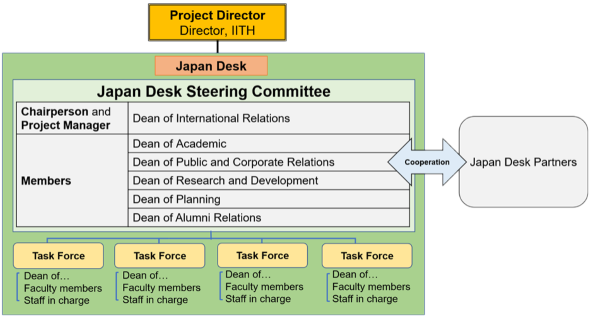 Project Director
Director, IITH
Japan Desk
Japan Desk Steering Committee
Chairperson and
Project Manager
Dean of International Relations
Members
Dean of Academic
Dean of Public and Corporate Relations
Dean of Research and Development
Dean of Planning
Dean of Alumni Relations
Cooperation
Japan Desk Partners
Task Force
Dean of…
Faculty members
Staff in charge
Task Force
Dean of…
Faculty members
Staff in charge
Task Force
Dean of…
Faculty members
Staff in charge
Task Force
Dean of…
Faculty members
Staff in charge